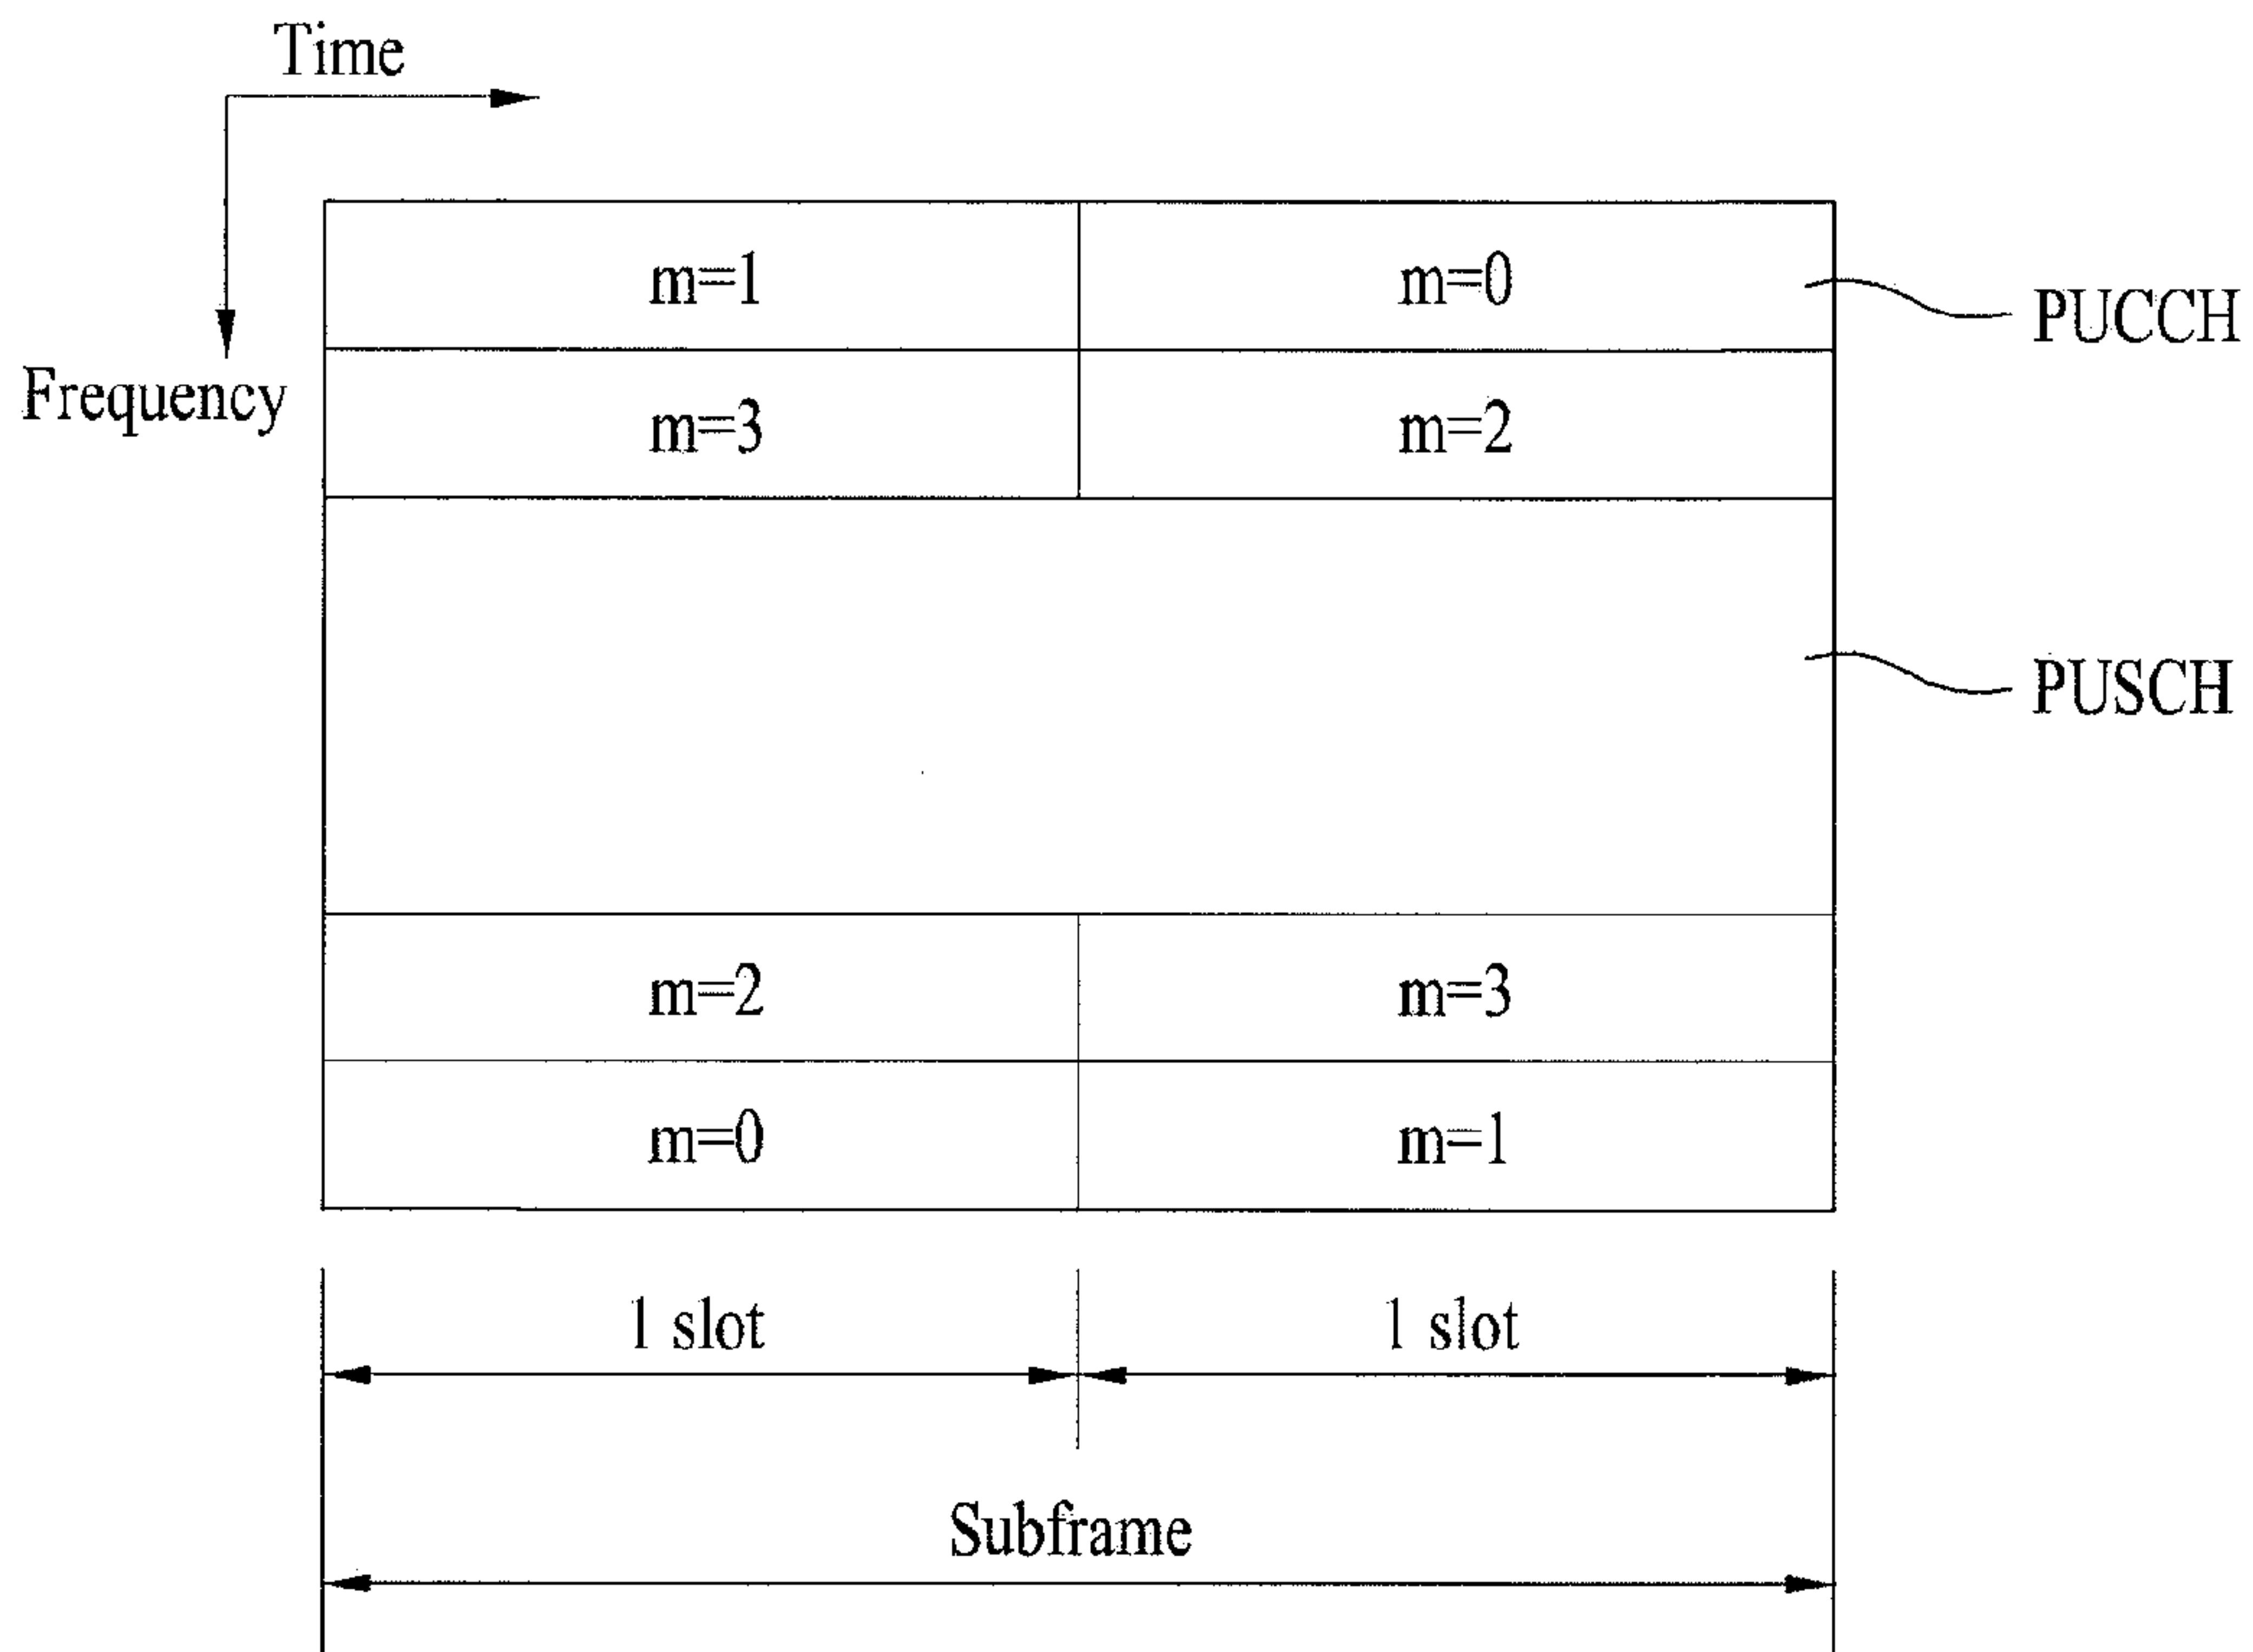 Time
Frequency
m=1 m=0
PUCCH
m=3 m=2
PUSCH
m=2 m=3
m=0 m=1
1 slot 1 slot
Subframe